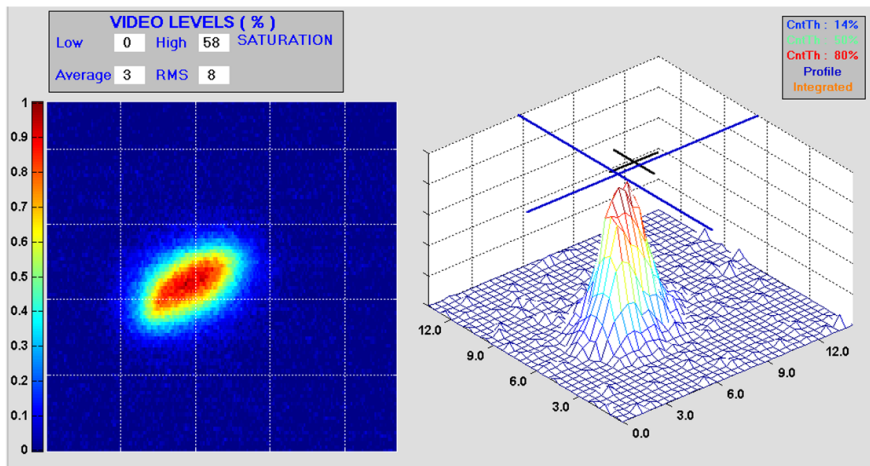 VIDEO LEVELS ( % )
Low 0 High 58 SATURATION
Average 3 RMS 8
1
0.9
0.8
0.7
0.6
0.5
0.4
0.3
0.2
0.1
0
CntTh : 14%
CntTh :
CntTh : 80%
Profile
Integrated
12.0
9.0
6.0
3.0
0.0
3.0
6.0
9.0
12.0